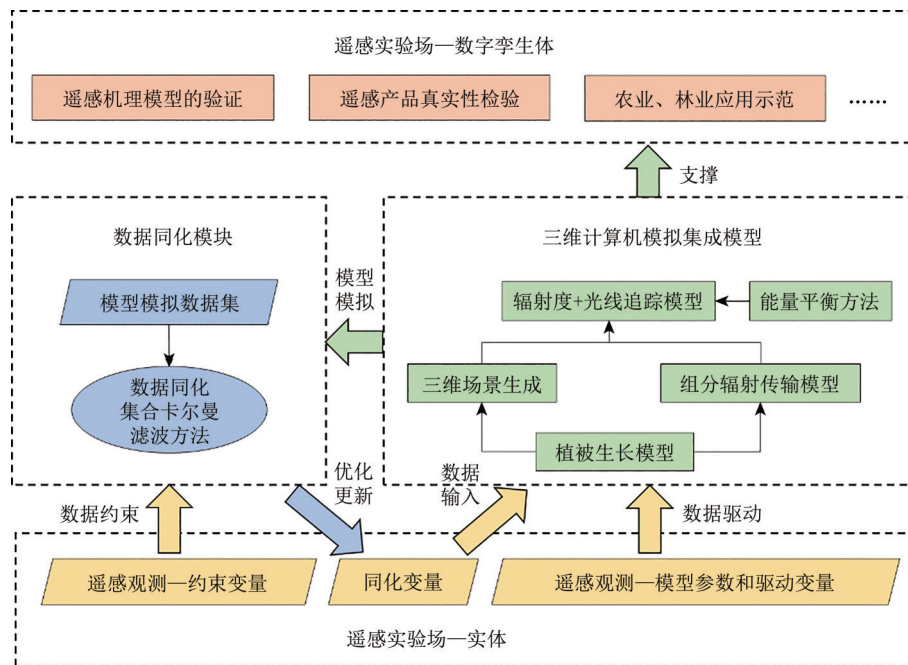 遥感实验场—数字孪生体
遥感机理模型的验证
遥感产品真实性检验
农业、林业应用示范
……
支撑
数据同化模块
模型模拟数据集
数据同化
集合卡尔曼
滤波方法
模型
模拟
三维计算机模拟集成模型
辐射度+光线追踪模型
能量平衡方法
三维场景生成
组分辐射传输模型
植被生长模型
数据约束
优化
更新
数据
输入
数据驱动
遥感观测—约束变量
同化变量
遥感观测—模型参数和驱动变量
遥感实验场—实体